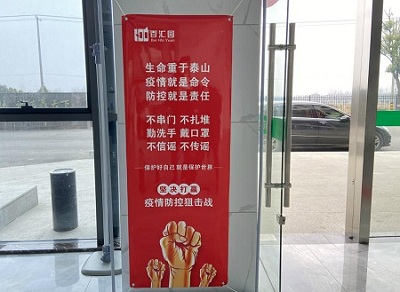 百汇园
Bai Hui Yuan
生命重于泰山
疫情就是命令
防控就是责任
不串门 不扎堆
勤洗手 戴口罩
不信谣 不传谣
保护好自己 就是保护世界
坚决打赢
疫情防控狙击战